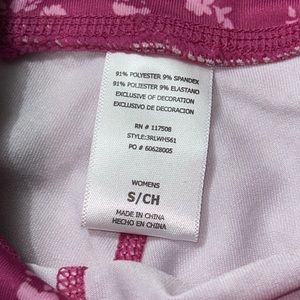 91% POLYESTER 9% SPANDEX
91% POLYESTER 9% ELASTANO
EXCLUSIVE OF DECORATION
EXCLUSIVO DE DECORACION
RN # 117508
STYLE:3RLWH561
PO # 60628005
WOMENS
S/CH
MADE IN CHINA
HECHO EN CHINA